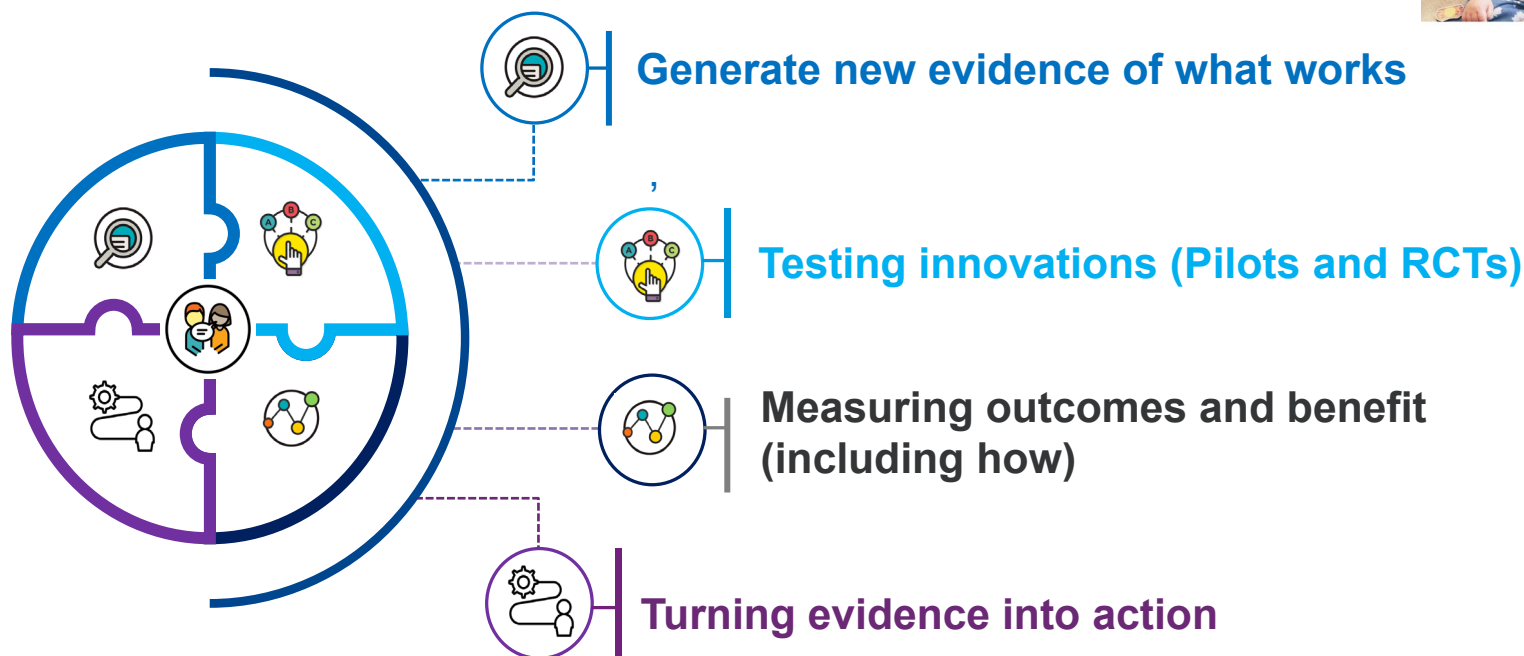 Generate new evidence of what works
,
A B C
Testing innovations (Pilots and RCTs)
A B C
Measuring outcomes and benefit
(including how)
Turning evidence into action